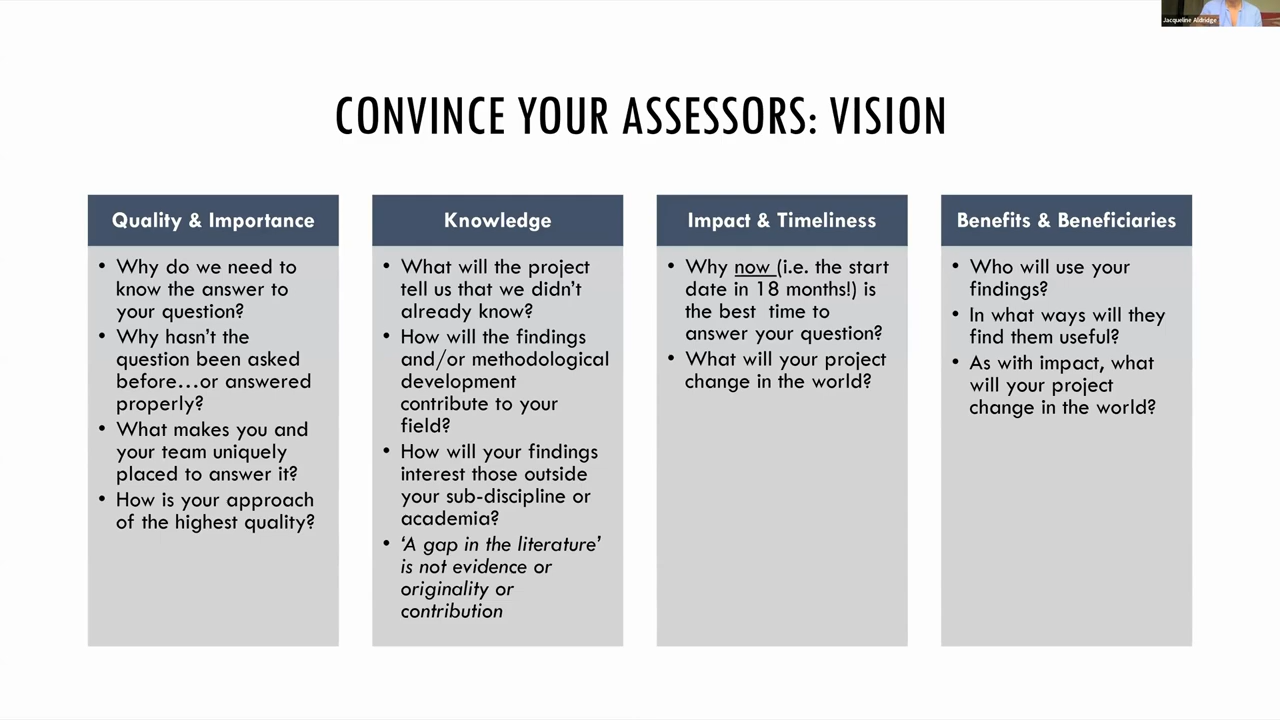 Jacqueline Aldridge
CONVINCE YOUR ASSESSORS: VISION
Quality & Importance
• Why do we need to
know the answer to
your question?
• Why hasn't the
question been asked
before...or answered
properly?
• What makes you and
your team uniquely
placed to answer it?
• How is your approach
of the highest quality?
Knowledge
• What will the project
tell us that we didn't
already know?
• How will the findings
and/or methodological
development
contribute to your
field?
• How will your findings
interest those outside
your sub-discipline or
academia?
• 'A gap in the literature'
is not evidence or
originality or
contribution
Impact & Timeliness
• Why now (i.e. the start
date in 18 months!) is
the best  time to
answer your question?
• What will your project
change in the world?
Benefits & Beneficiaries
• Who will use your
findings?
• In what ways will they
find them useful?
• As with impact, what
will your project
change in the world?